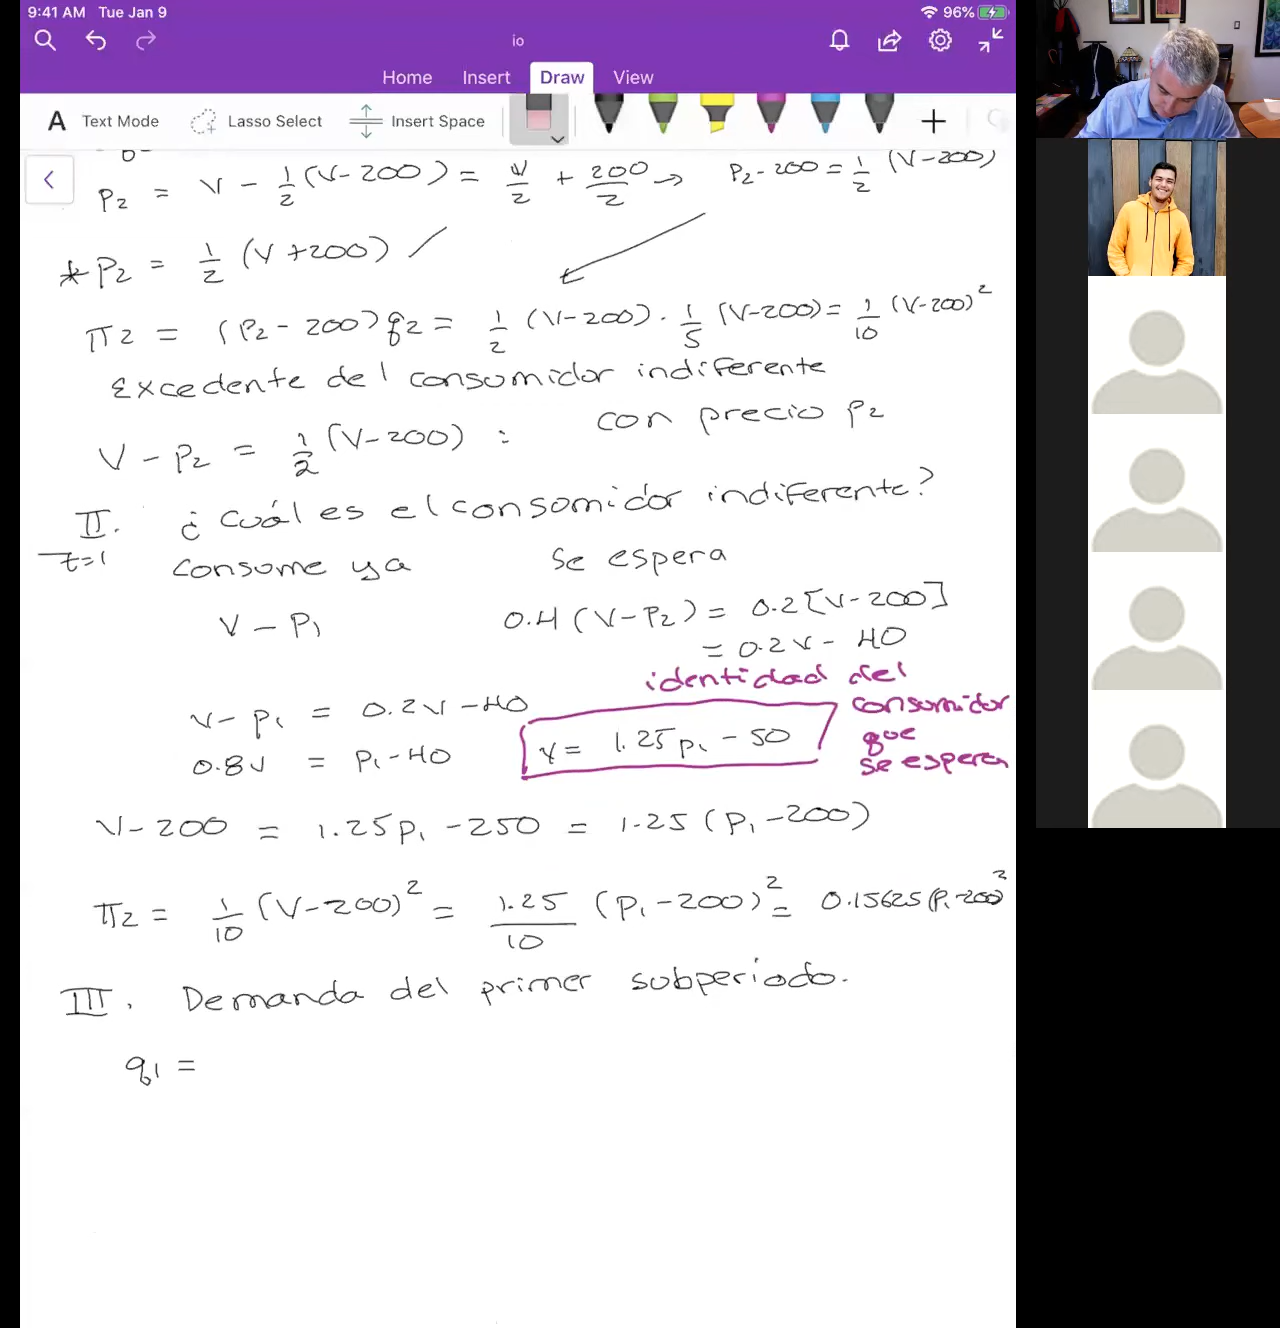 9:41 AM Tue Jan 9
96%
io
Home Insert Draw View
A Text Mode Lasso Select Insert Space
P2 = V - 1/2 (V-200) = V/2 + 200/2 → P2-200 = 1/2 (V-200)
* P2 = 1/2 (V+200)
π2 = (P2-200) q2 = 1/2 (V-200) · 1/5 (V-200) = 1/10 (V-200)²
Excedente del consumidor indiferente
con precio P2
V - P2 = 1/2 (V-200) :
II. ¿Cuál es el consumidor indiferente?
t=1
consume ya se espera
V - P1 0.4 (V-P2) = 0.2 [V-200]
= 0.2V - 40
identidad del
consumidor
que
se espera
V-P1 = 0.2V-40
0.8V = P1-40
V = 1.25P1 - 50
V-200 = 1.25P1 - 250 = 1.25 (P1-200)
π2 = 1/10 (V-200)² = 1.25/10 (P1-200)² = 0.15625 (P1-200)²
III. Demanda del primer subperiodo.
q1 =